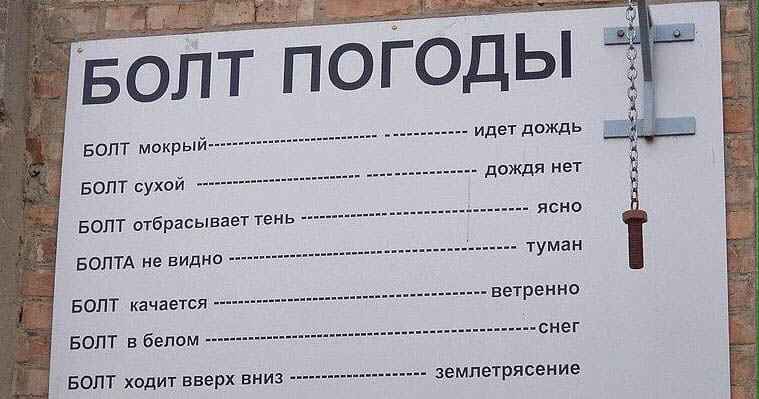 БОЛТ ПОГОДЫ
БОЛТ мокрый---------------------------- -------------- идет дождь
БОЛТ сухой ---------------------------- -------------- дождя нет
БОЛТ отбрасывает тень -------------------------------------- ясно
БОЛТА не видно ------------------------------------------------ туман
БОЛТ качается ----------------------------------------------ветренно
БОЛТ в белом --------------------------------------------------------снег
БОЛТ ходит вверх вниз ----------------------- землетрясение